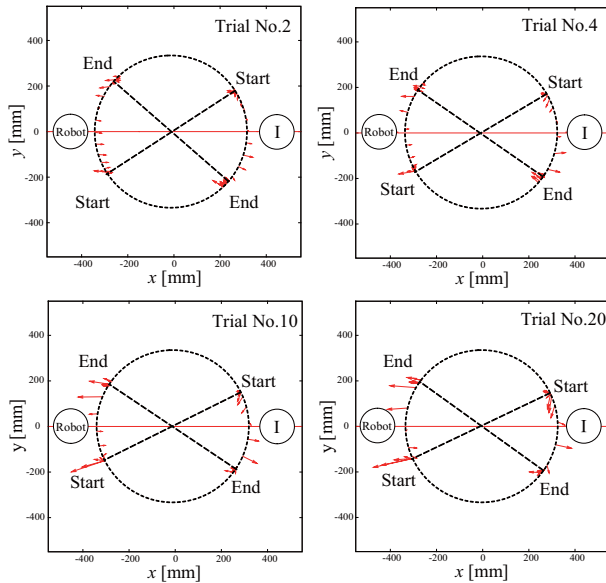 Trial No.2
y [mm]
400
200
0
-200
-400
End
Start
Robot
I
Start
End
-400 -200 0 200 400
x [mm]
Trial No.4
y [mm]
400
200
0
-200
-400
End
Start
Robot
I
Start
End
-400 -200 0 200 400
x [mm]
Trial No.10
y [mm]
400
200
0
-200
-400
End
Start
Robot
I
Start
End
-400 -200 0 200 400
x [mm]
Trial No.20
y [mm]
400
200
0
-200
-400
End
Start
Robot
I
Start
End
-400 -200 0 200 400
x [mm]